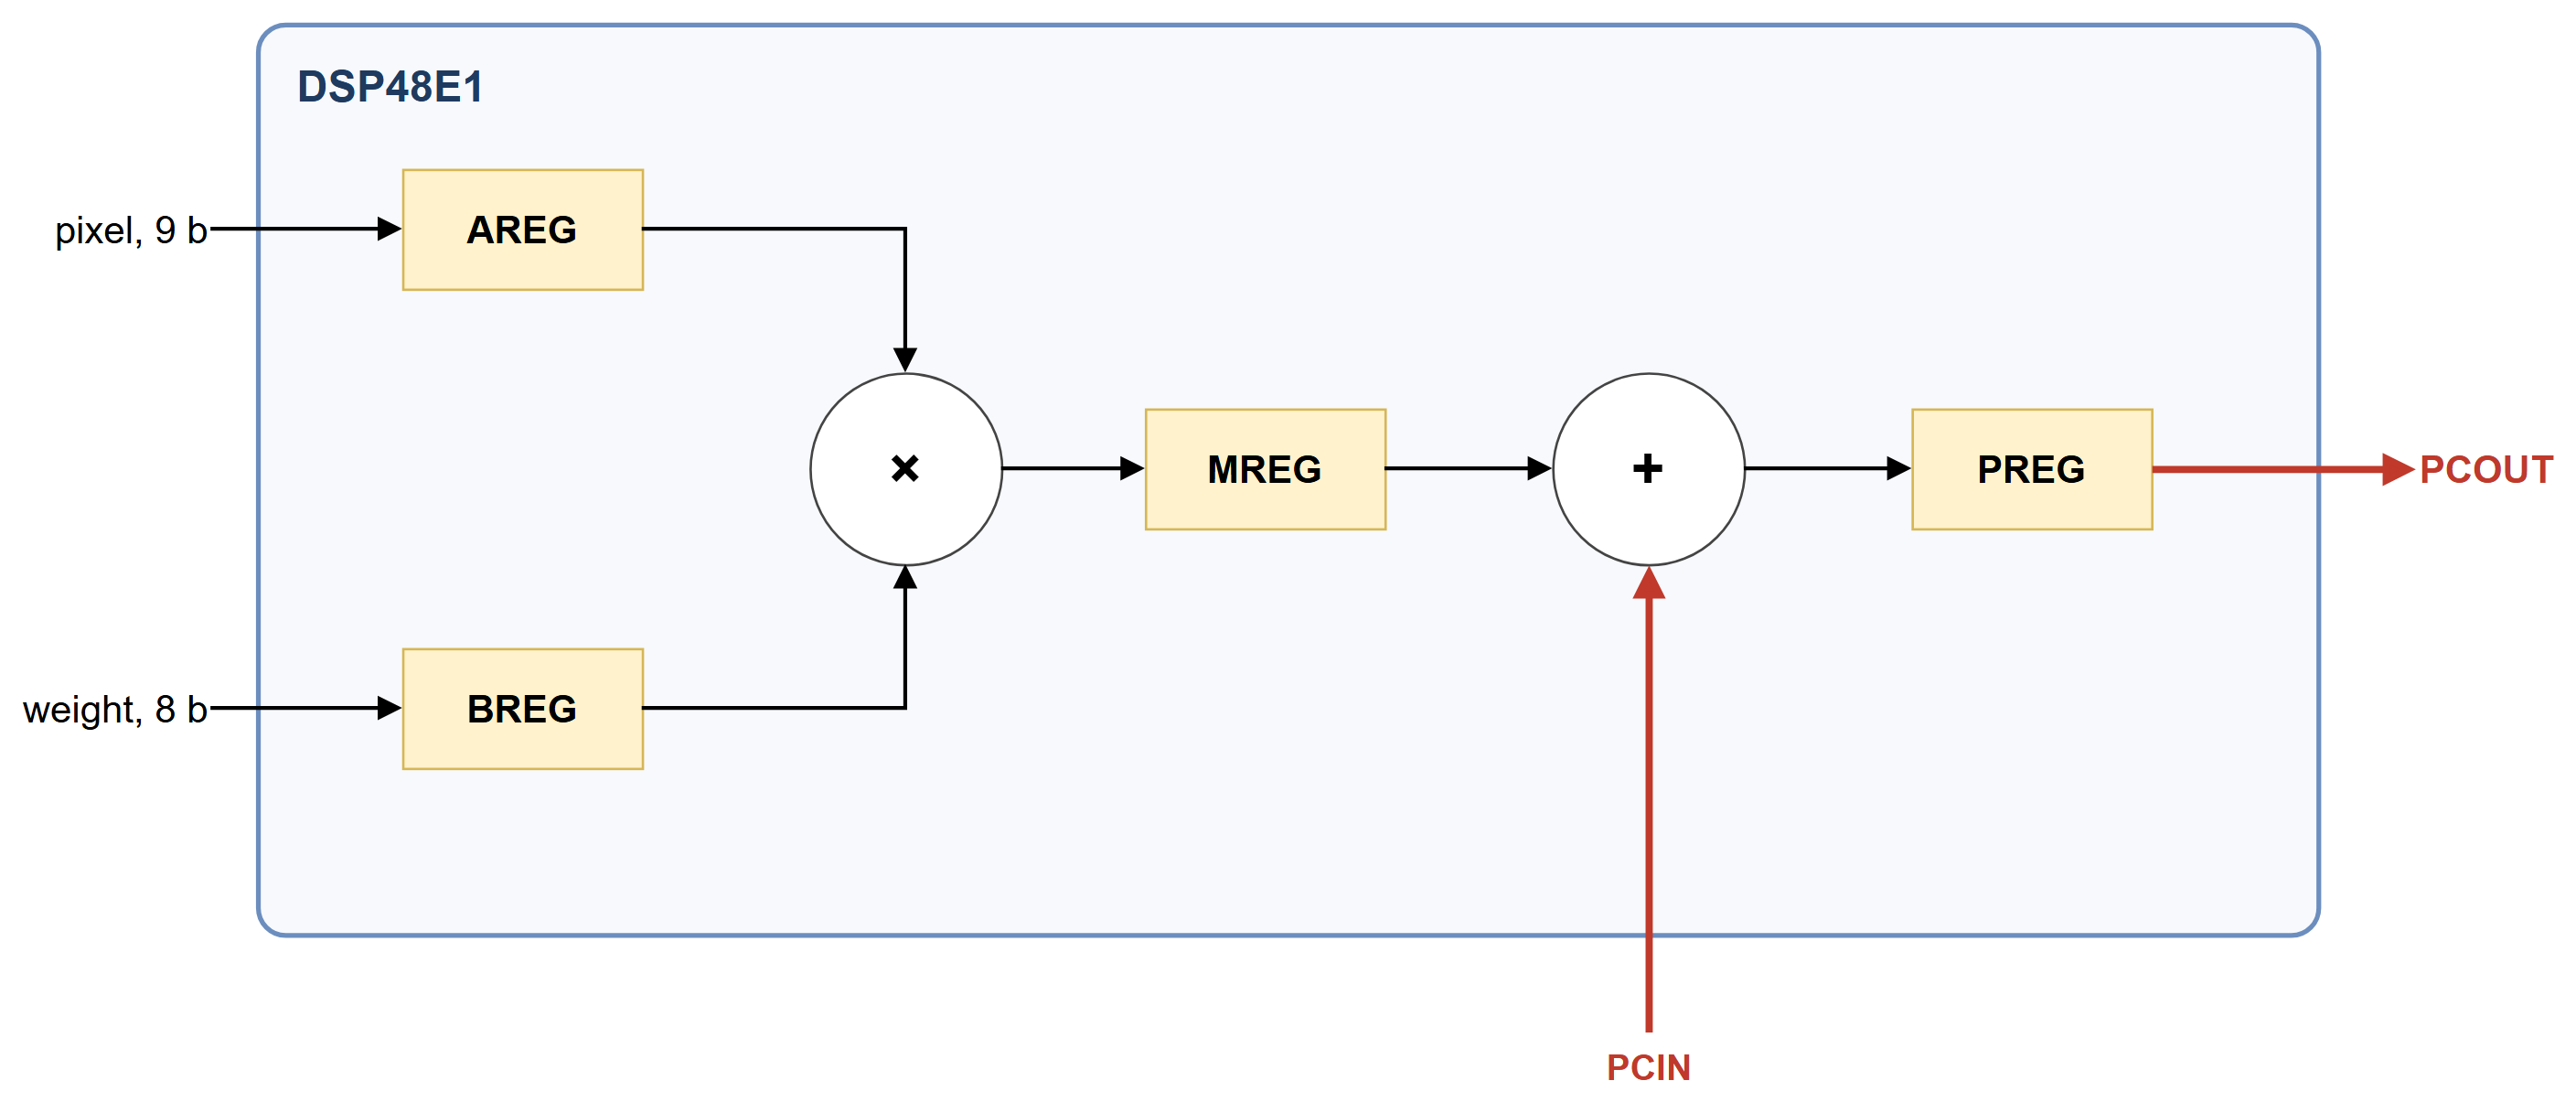 DSP48E1
pixel, 9 b
AREG
×
MREG
+
PREG
PCOUT
weight, 8 b
BREG
PCIN